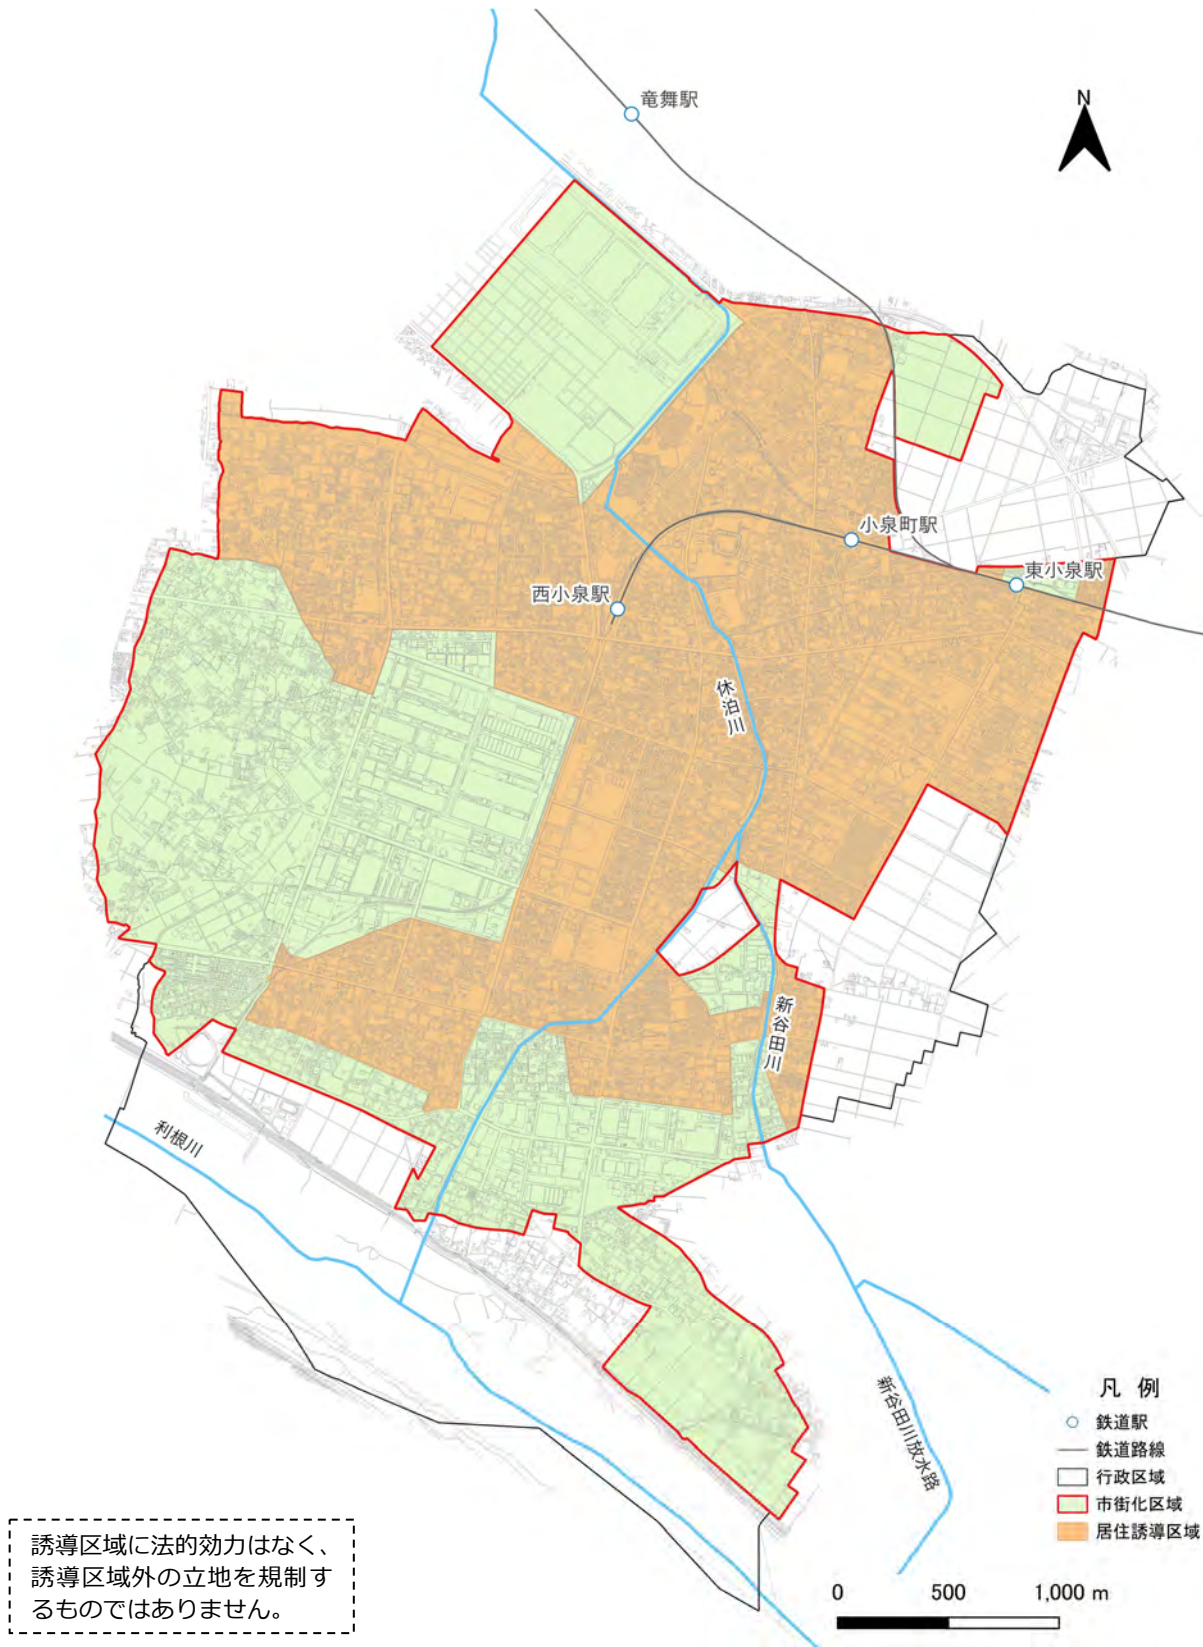 竜舞駅
N
小泉町駅
東小泉駅
西小泉駅
休泊川
新谷田川
利根川
新谷田川放水路
凡 例
鉄道駅
鉄道路線
行政区域
市街化区域
居住誘導区域
誘導区域に法的効力はなく、
誘導区域外の立地を規制す
るものではありません。
0 500 1,000 m